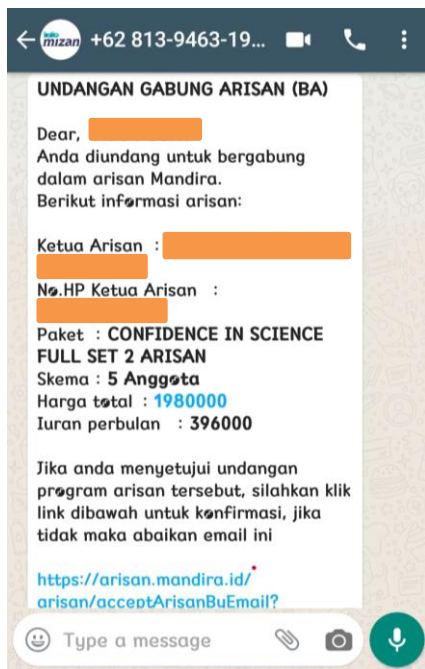 mizan +62 813-9463-19...
UNDANGAN GABUNG ARISAN (BA)
Dear,
Anda diundang untuk bergabung
dalam arisan Mandira.
Berikut informasi arisan:
Ketua Arisan :
No.HP Ketua Arisan :
Paket : CONFIDENCE IN SCIENCE
FULL SET 2 ARISAN
Skema : 5 Anggota
Harga total : 1980000
Iuran perbulan : 396000
Jika anda menyetujui undangan
program arisan tersebut, silahkan klik
link dibawah untuk konfirmasi, jika
tidak maka abaikan email ini
https://arisan.mandira.id/
arisan/acceptArisanByEmail?
Type a message